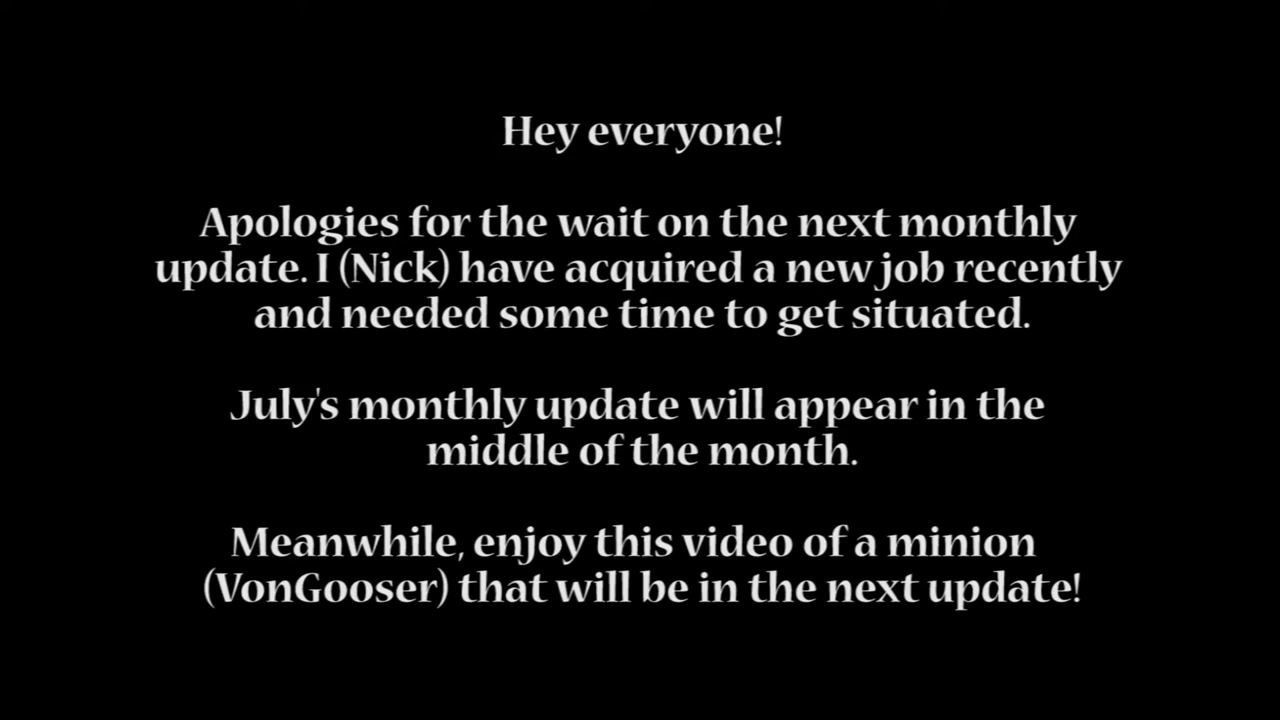 Hey everyone!
Apologies for the wait on the next monthly
update. I (Nick) have acquired a new job recently
and needed some time to get situated.
July's monthly update will appear in the
middle of the month.
Meanwhile, enjoy this video of a minion
(VonGooser) that will be in the next update!